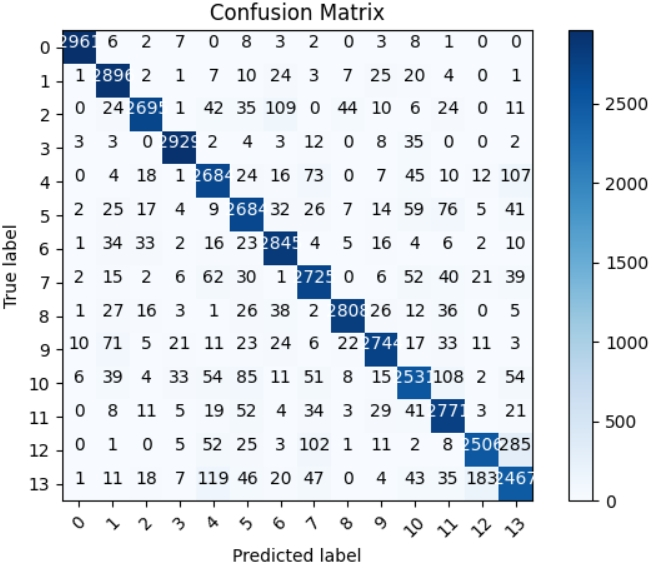 Confusion Matrix
0 2961 6 2 7 0 8 3 2 0 3 8 1 0 0
1 1 2896 2 1 7 10 24 3 7 25 20 4 0 1
2 0 24 2695 1 42 35 109 0 44 10 6 24 0 11
3 3 3 0 2929 2 4 3 12 0 8 35 0 0 2
4 0 4 18 1 2684 24 16 73 0 7 45 10 12 107
5 2 25 17 4 9 2684 32 26 7 14 59 76 5 41
6 1 34 33 2 16 23 2845 4 5 16 4 6 2 10
7 2 15 2 6 62 30 1 2725 0 6 52 40 21 39
8 1 27 16 3 1 26 38 2 2808 26 12 36 0 5
9 10 71 5 21 11 23 24 6 22 2744 17 33 11 3
10 6 39 4 33 54 85 11 51 8 15 2531 108 2 54
11 0 8 11 5 19 52 4 34 3 29 41 2771 3 21
12 0 1 0 5 52 25 3 102 1 11 2 8 2506 285
13 1 11 18 7 119 46 20 47 0 4 43 35 183 2467
0 1 2 3 4 5 6 7 8 9 10 11 12 13
Predicted label
True label
2500
2000
1500
1000
500
0